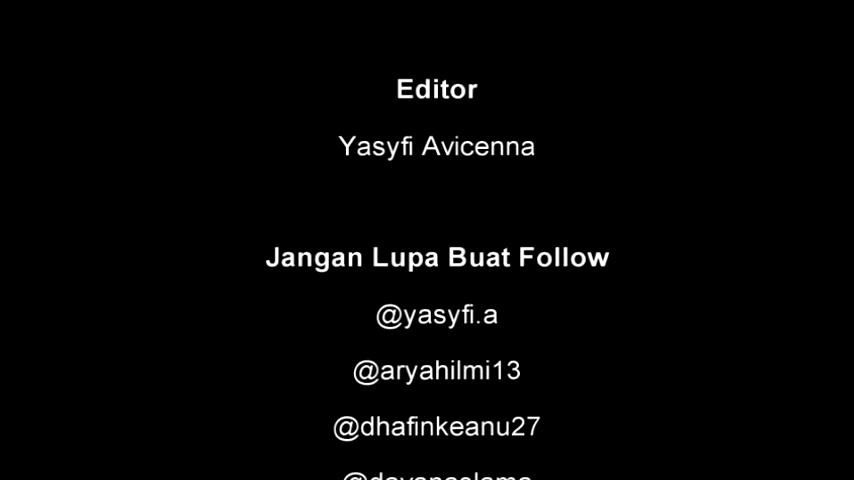 Editor
Yasyfi Avicenna
Jangan Lupa Buat Follow
@yasyfi.a
@aryahilmi13
@dhafinkeanu27